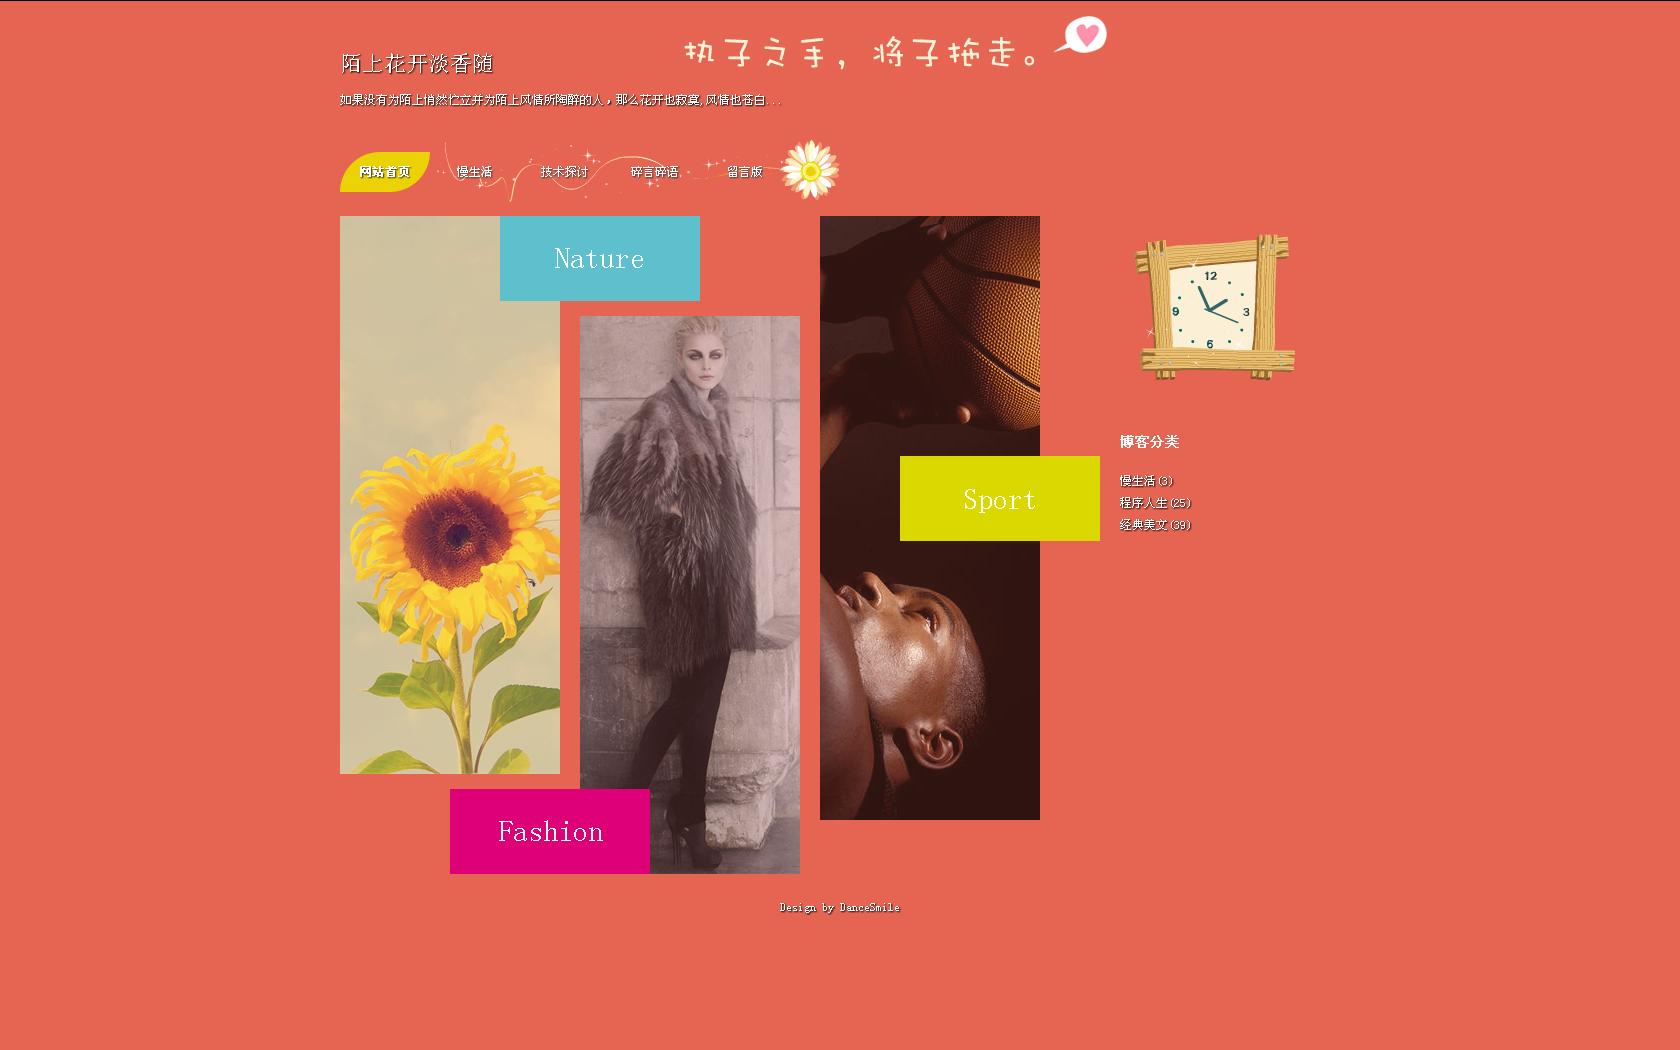 执子之手，将子拖走。
陌上花开淡香随
如果没有为陌上悄然伫立并为陌上风情所陶醉的人，那么花开也寂寞,风情也苍白...
网站首页 慢生活 技术探讨 碎言碎语 留言版
Nature
12
9 3
6
博客分类
慢生活(3)
程序人生(25)
经典美文(39)
Sport
Fashion
Design by DanceSmile